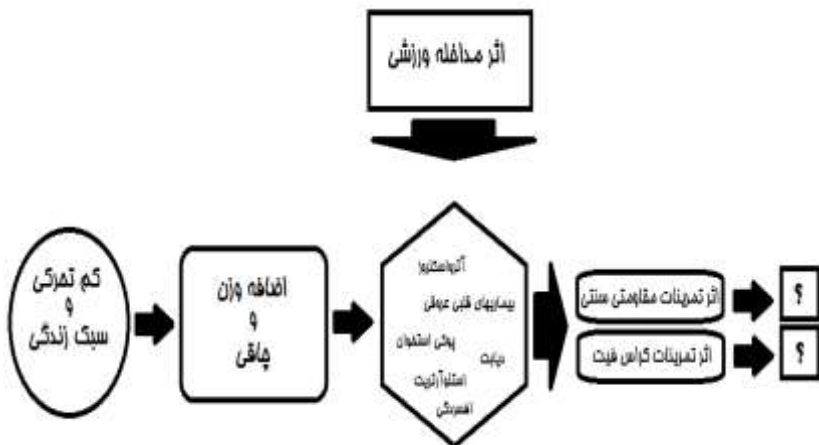 اثر مداخله ورزشی
کم تحرکی
و
سبک زندگی
اضافه وزن
و
چاقی
آترواسکلروز
بیماریهای قلبی عروقی
پوکی استخوان
دیابت
استئوآرتریت
افسردگی
اثر تمرینات مقاومتی سنتی
؟
اثر تمرینات کراس فیت
؟